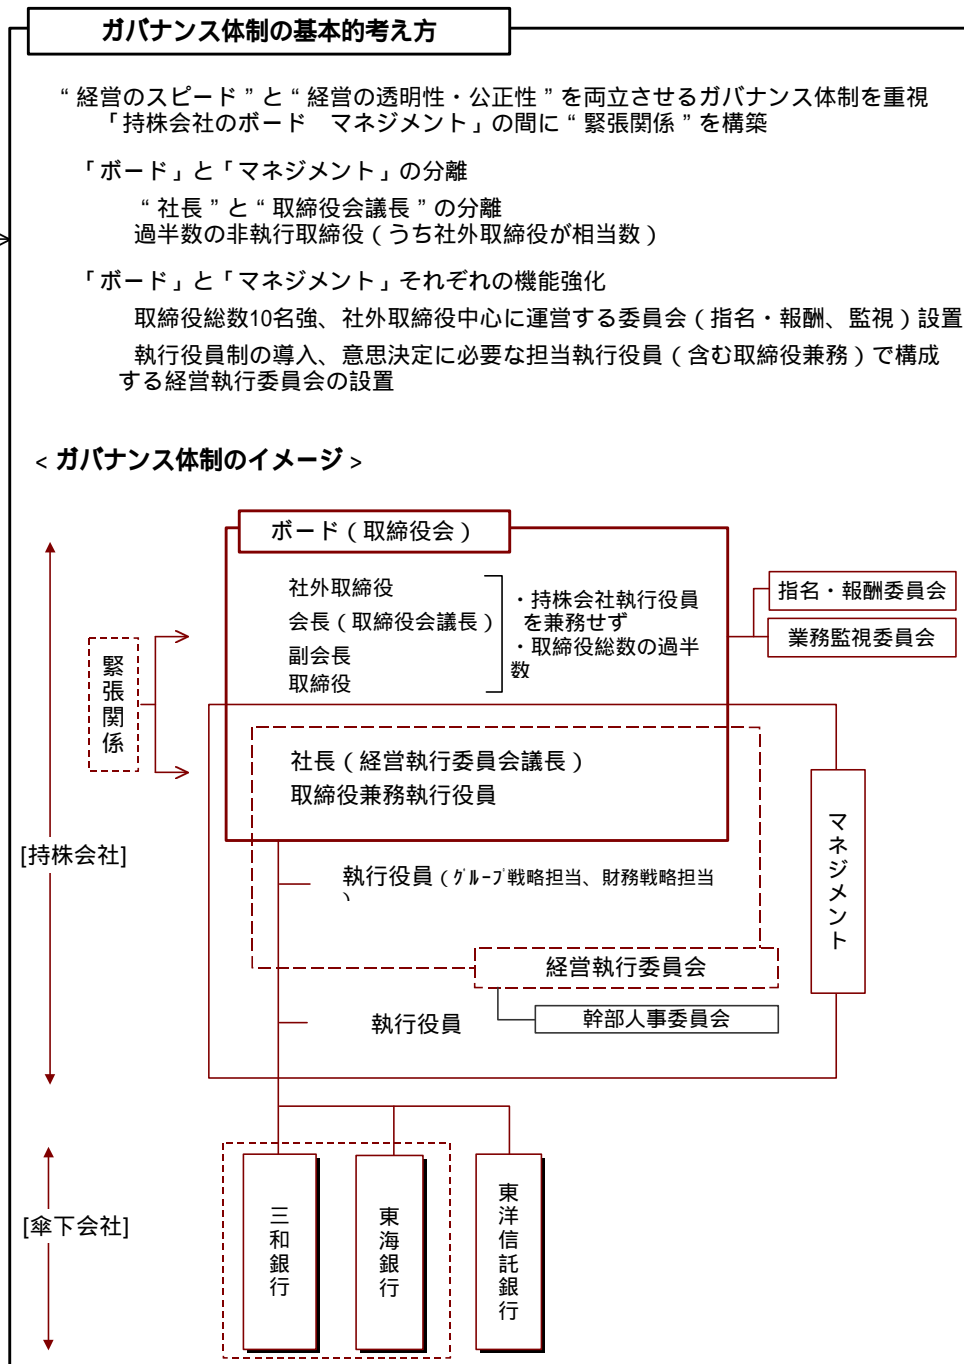 ガバナンス体制の基本的考え方
“経営のスピード”と“経営の透明性・公正性”を両立させるガバナンス体制を重視
「持株会社のボード　マネジメント」の間に“緊張関係”を構築
「ボード」と「マネジメント」の分離
“社長”と“取締役会議長”の分離
過半数の非執行取締役（うち社外取締役が相当数）
「ボード」と「マネジメント」それぞれの機能強化
取締役総数10名強、社外取締役中心に運営する委員会（指名・報酬、監視）設置
執行役員制の導入、意思決定に必要な担当執行役員（含む取締役兼務）で構成
する経営執行委員会の設置
＜ガバナンス体制のイメージ＞
ボード（取締役会）
社外取締役
会長（取締役会議長）
副会長
取締役
・持株会社執行役員
を兼務せず
・取締役総数の過半
数
指名・報酬委員会
業務監視委員会
緊張関係
社長（経営執行委員会議長）
取締役兼務執行役員
マネジメント
[持株会社]
執行役員（ｸﾞﾙｰﾌﾟ戦略担当、財務戦略担当
）
経営執行委員会
執行役員
幹部人事委員会
[傘下会社]
三和銀行
東海銀行
東洋信託銀行